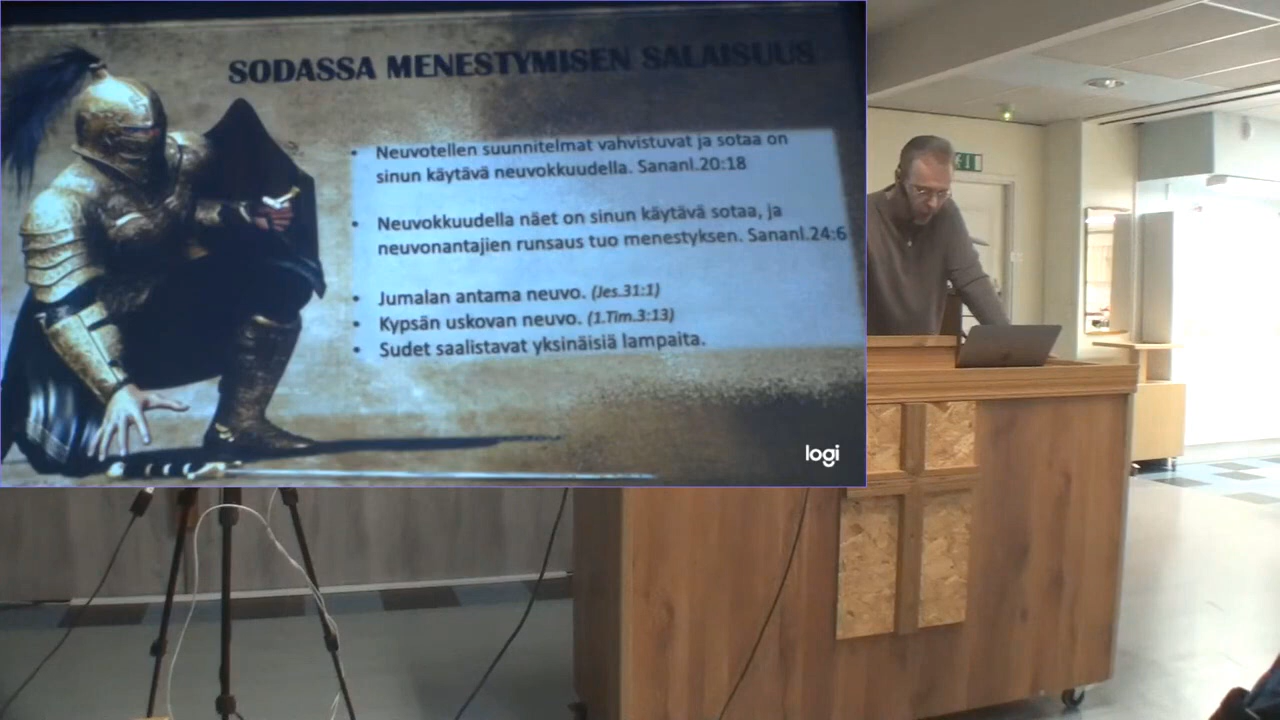 SODASSA MENESTYMISEN SALAISUUS
• Neuvotellen suunnitelmat vahvistuvat ja sotaa on
sinun käytävä neuvokkuudella. Sananl.20:18
• Neuvokkuudella näet on sinun käytävä sotaa, ja
neuvonantajien runsaus tuo menestyksen. Sananl.24:6
• Jumalan antama neuvo. (Jes.31:1)
• Kypsän uskovan neuvo. (1.Tim.3:13)
• Sudet saalistavat yksinäisiä lampaita.
logi